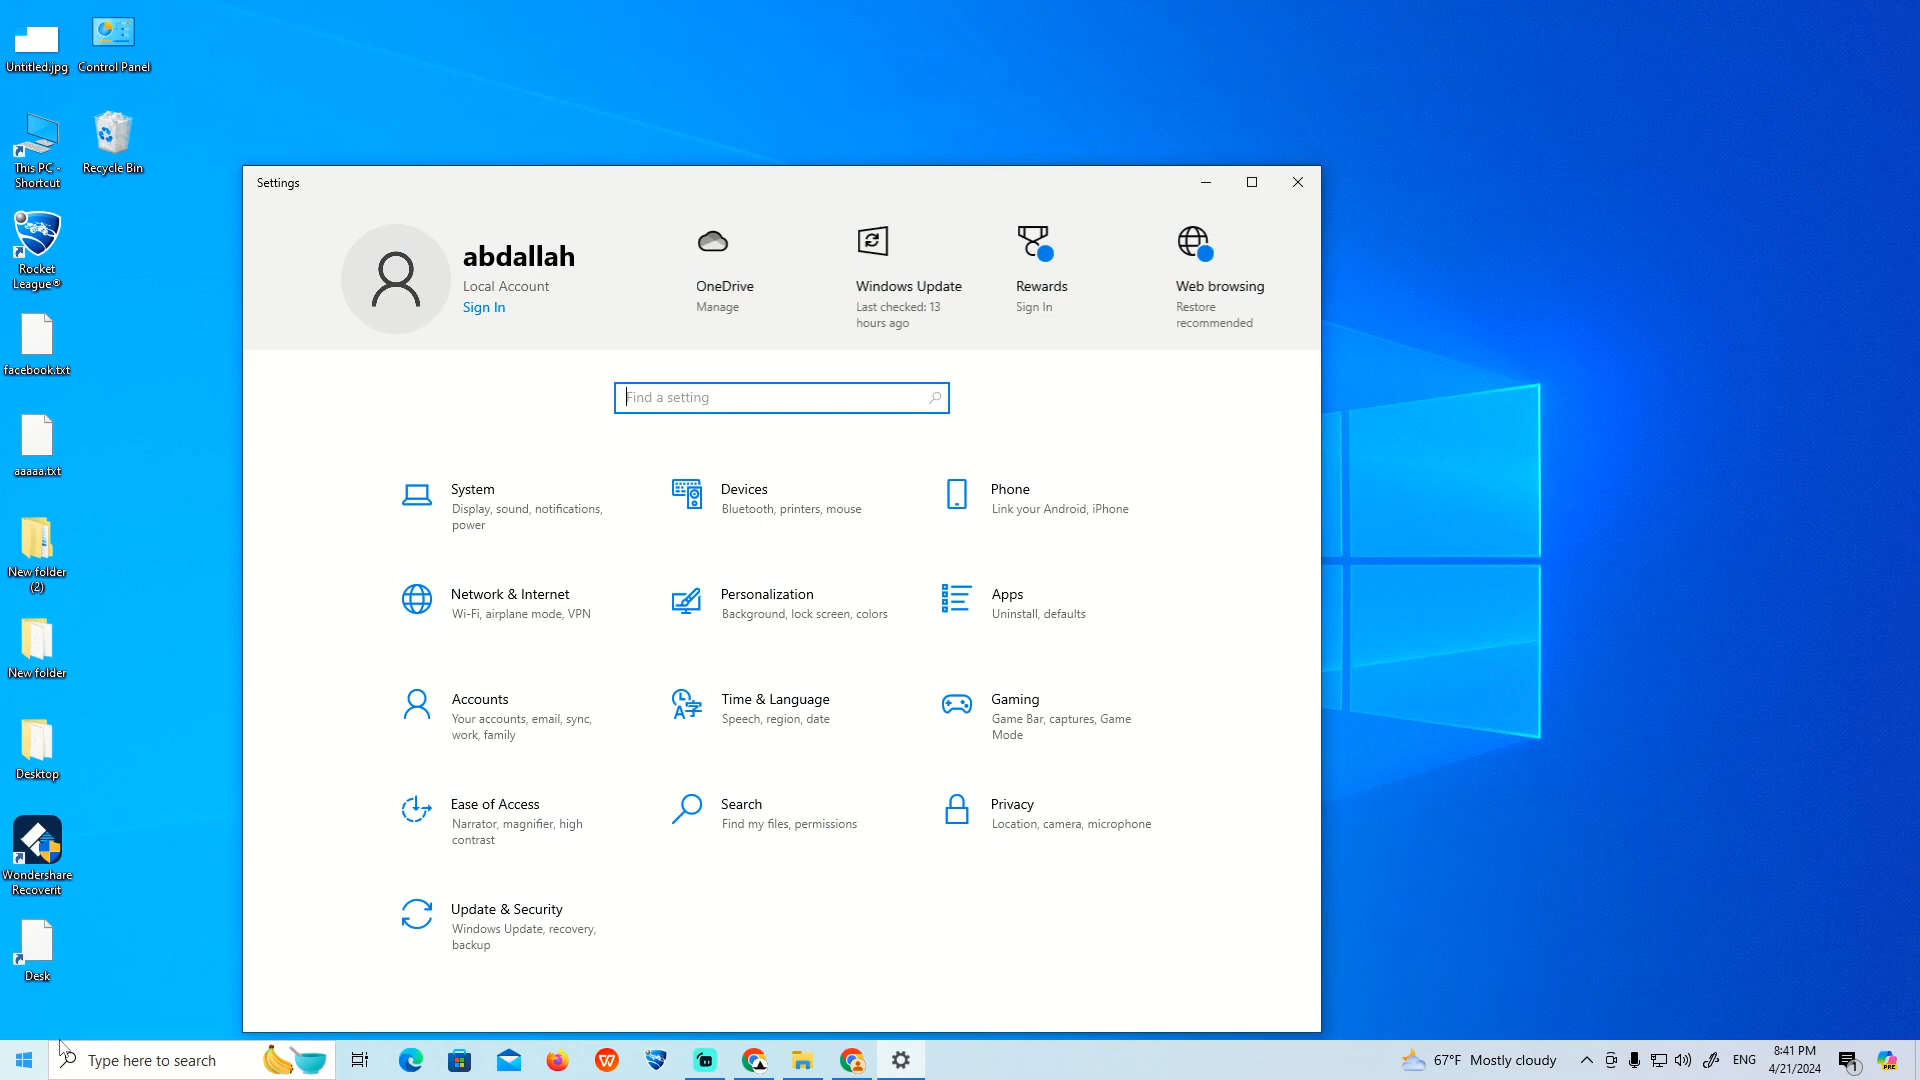 Untitled.jpg
Control Panel
This PC -
Shortcut
Recycle Bin
Rocket
League®
facebook.txt
aaaaa.txt
New folder
(2)
New folder
Desktop
Wondershare
Recoverit
Desk
Settings
abdallah
Local Account
Sign In
OneDrive
Manage
Windows Update
Last checked: 13
hours ago
Rewards
Sign In
Web browsing
Restore
recommended
Find a setting
System
Display, sound, notifications,
power
Devices
Bluetooth, printers, mouse
Phone
Link your Android, iPhone
Network & Internet
Wi-Fi, airplane mode, VPN
Personalization
Background, lock screen, colors
Apps
Uninstall, defaults
Accounts
Your accounts, email, sync,
work, family
Time & Language
Speech, region, date
Gaming
Game Bar, captures, Game
Mode
Ease of Access
Narrator, magnifier, high
contrast
Search
Find my files, permissions
Privacy
Location, camera, microphone
Update & Security
Windows Update, recovery,
backup
Type here to search
67°F Mostly cloudy
ENG
8:41 PM
4/21/2024
1
PRE